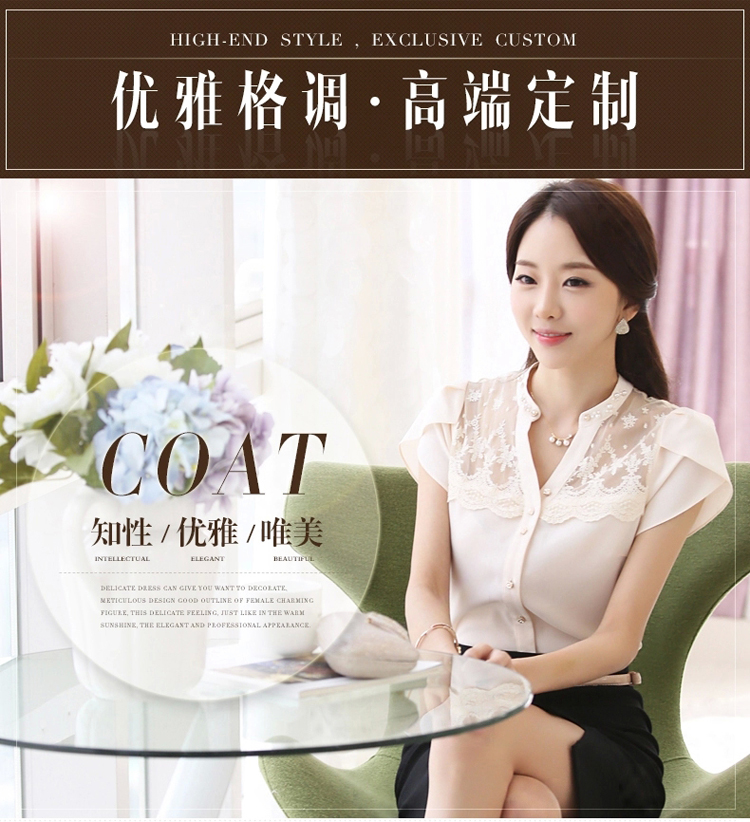 HIGH-END STYLE , EXCLUSIVE CUSTOM
优雅格调·高端定制
COAT
知性 / 优雅 / 唯美
INTELLECTUAL ELEGANT BEAUTIFUL
DELICATE DRESS CAN GIVE YOU WANT TO DECORATE,
METICULOUS DESIGN GOOD OUTLINE OF FEMALE CHARMING
FIGURE, THIS DELICATE FEELING, JUST LIKE IN THE WARM
SUNSHINE, THE ELEGANT AND PROFESSIONAL APPEARANCE.